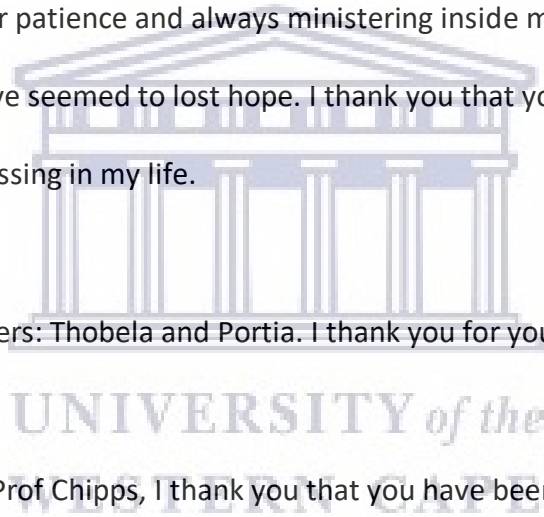 r patience and always ministering inside m
ve seemed to lost hope. I thank you that yo
ssing in my life.
ers: Thobela and Portia. I thank you for you
UNIVERSITY of the
Prof Chipps, I thank you that you have been
WESTERN CAPE